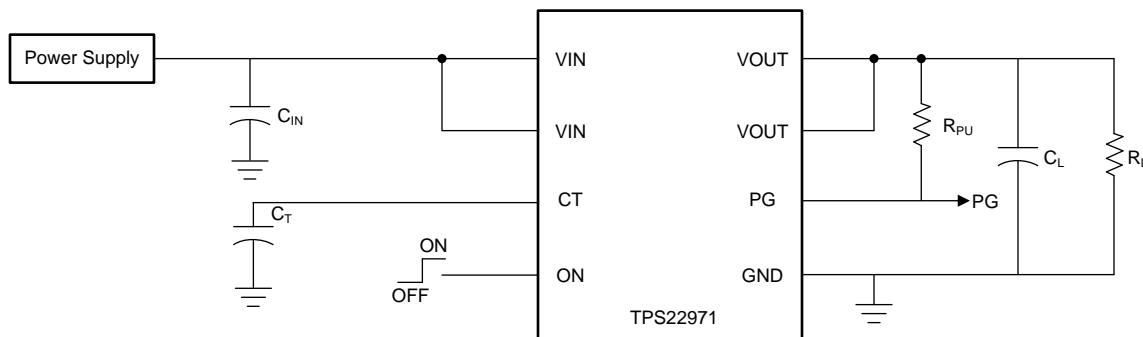 Power Supply
VIN
VOUT
C_IN
VIN
VOUT
R_PU
C_L
CT
PG
PG
C_T
ON
OFF
ON
GND
TPS22971